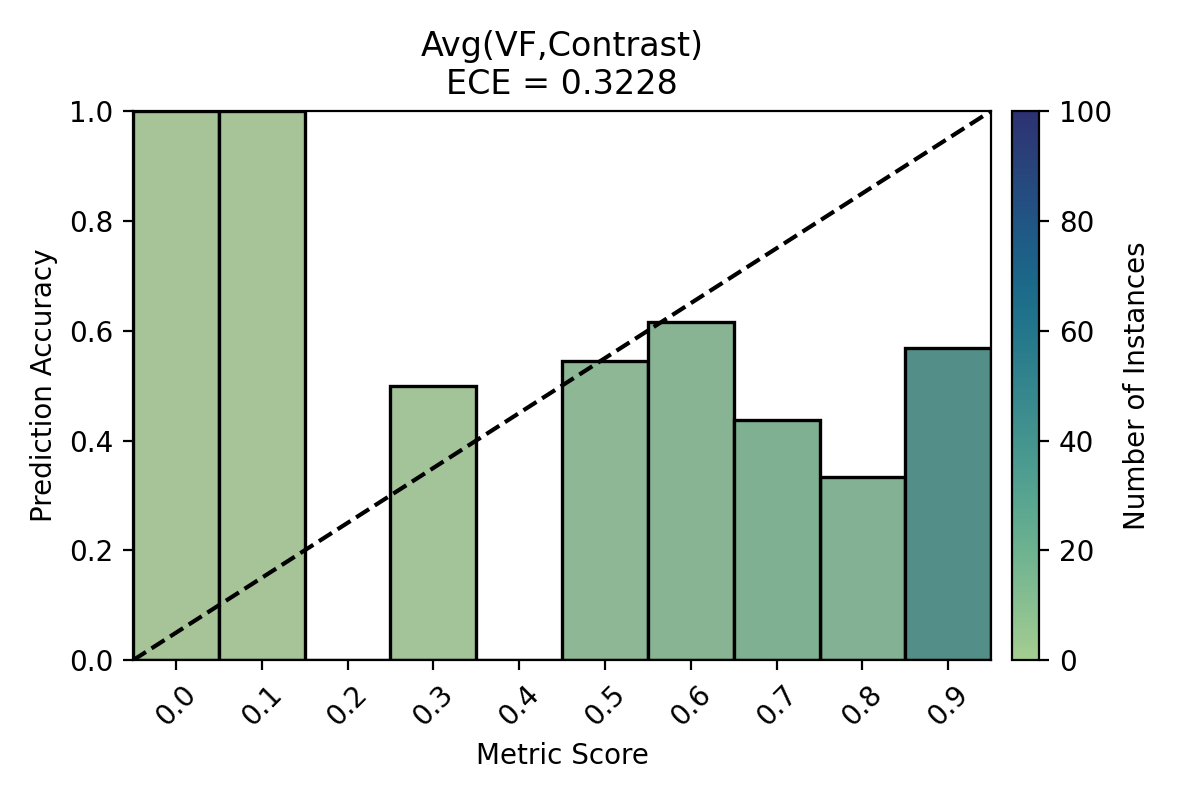 Avg(VF,Contrast)
ECE = 0.3228
Prediction Accuracy
1.0
0.8
0.6
0.4
0.2
0.0
0.0 0.1 0.2 0.3 0.4 0.5 0.6 0.7 0.8 0.9
Metric Score
100
80
60
40
20
0
Number of Instances